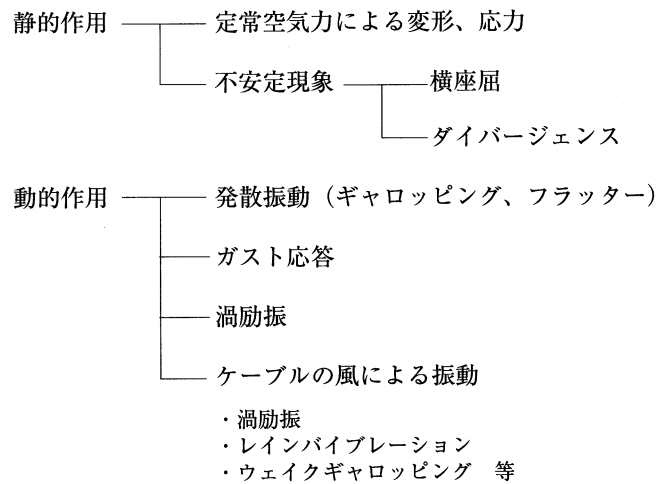 静的作用 定常空気力による変形、応力
不安定現象 横座屈
ダイバージェンス
動的作用 発散振動（ギャロッピング、フラッター）
ガスト応答
渦励振
ケーブルの風による振動
・渦励振
・レインバイブレーション
・ウェイクギャロッピング 等